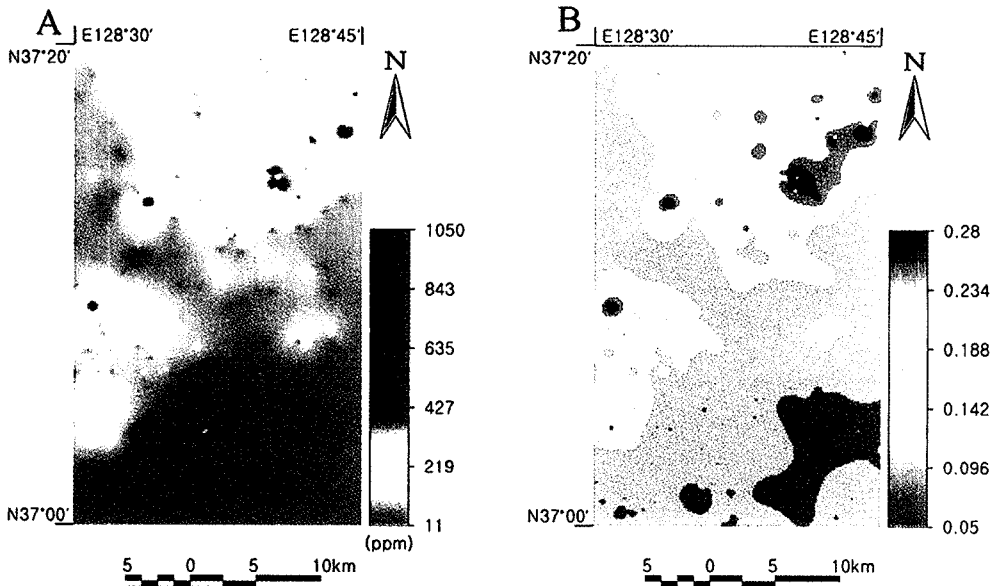 A
E128°30′ E128°45′
N37°20′
N
1050
843
635
427
219
11
(ppm)
N37°00′
5 0 5 10km
B
E128°30′ E128°45′
N37°20′
N
0.28
0.234
0.188
0.142
0.096
0.05
N37°00′
5 0 5 10km